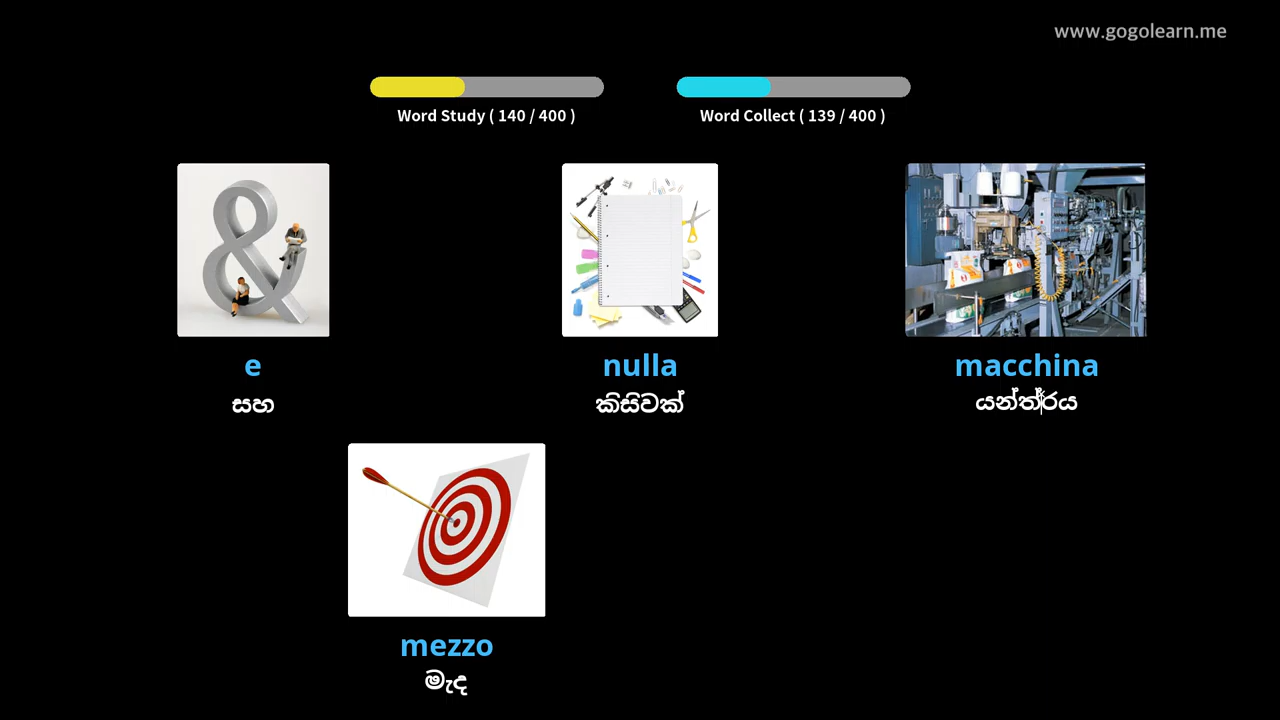 www.gogolearn.me
Word Study ( 140 / 400 )
Word Collect ( 139 / 400 )
&
e
සහ
nulla
කිසිවක්
macchina
යන්ත්‍රය
mezzo
මැද